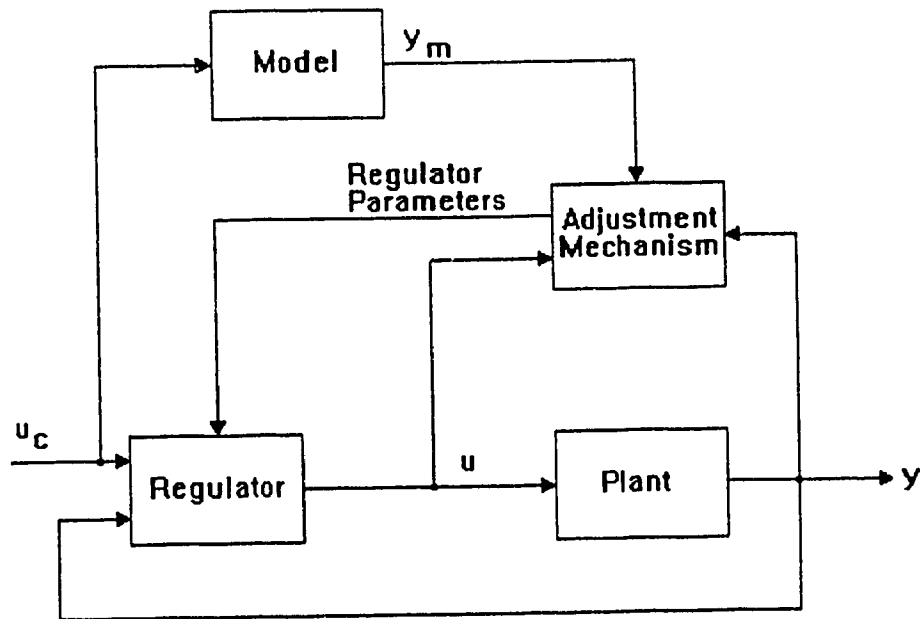 y_m
Model
Regulator
Parameters
Adjustment
Mechanism
u_c
Regulator
u
Plant
y